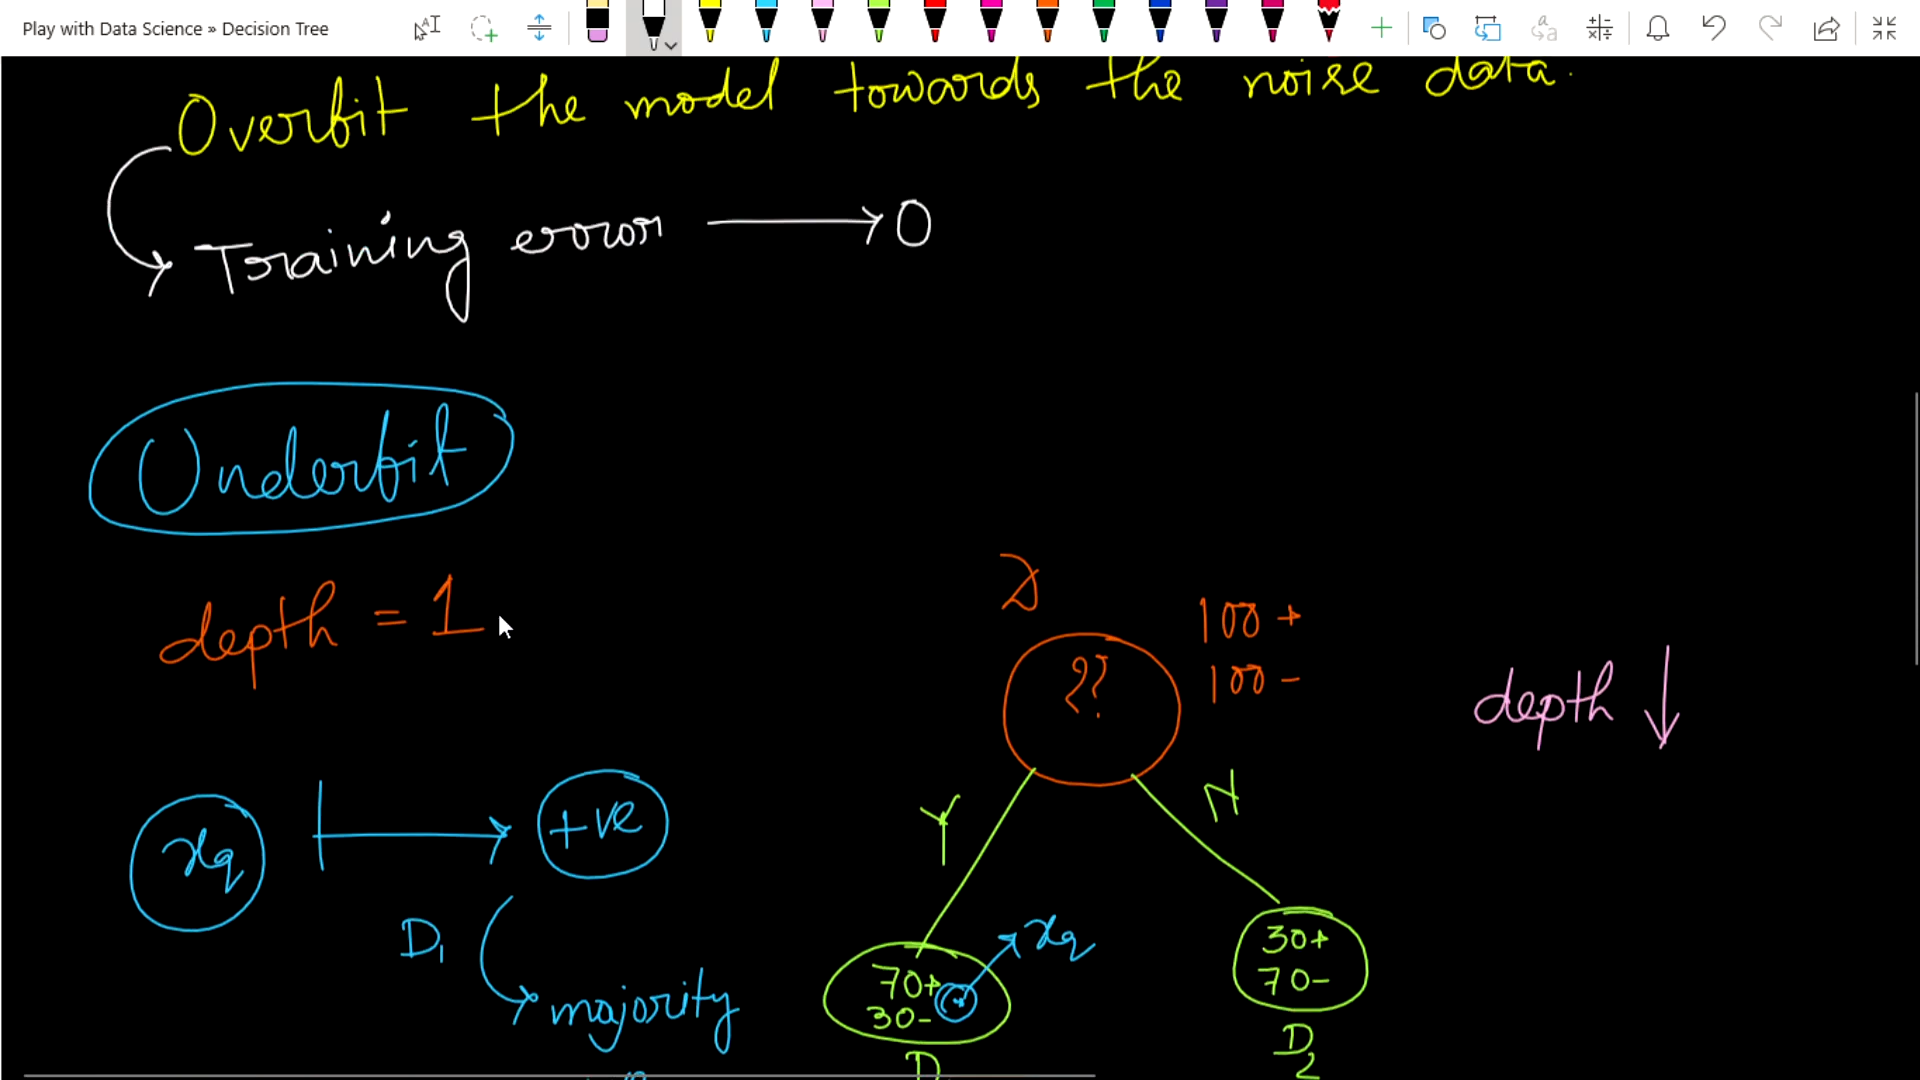 Play with Data Science » Decision Tree
Overfit the model towards the noise data.
Training error → 0
Underfit
depth = 1
D
100 +
100 -
??
depth ↓
Y
N
xq
+ve
D1
majority
70+
30-
xq
30+
70-
D
D2